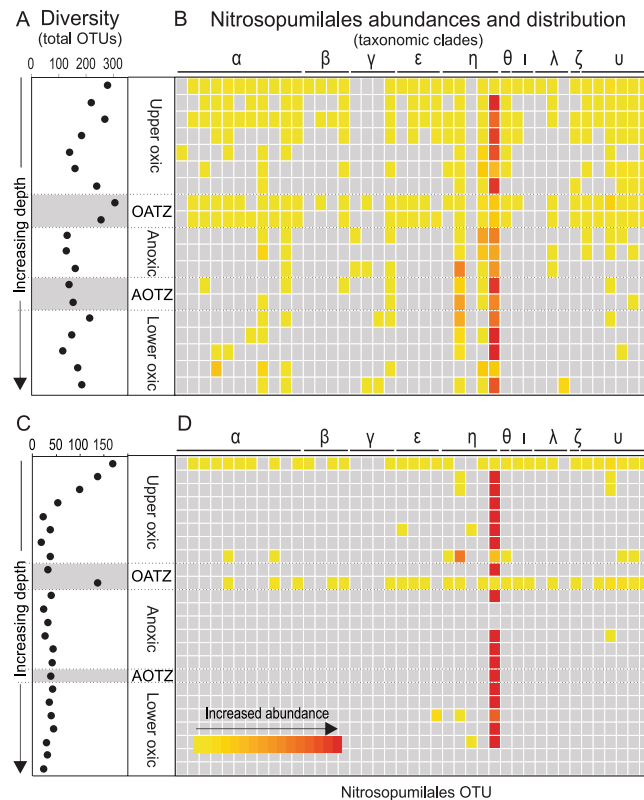 A Diversity
(total OTUs)
0 100 200 300
B Nitrosopumilales abundances and distribution
(taxonomic clades)
α β γ ε η θ ι λ ζ υ
Increasing depth
Upper oxic
OATZ
Anoxic
AOTZ
Lower oxic
C
0 50 100 150
D
α β γ ε η θ ι λ ζ υ
Increasing depth
Upper oxic
OATZ
Anoxic
AOTZ
Lower oxic
Increased abundance
Nitrosopumilales OTU